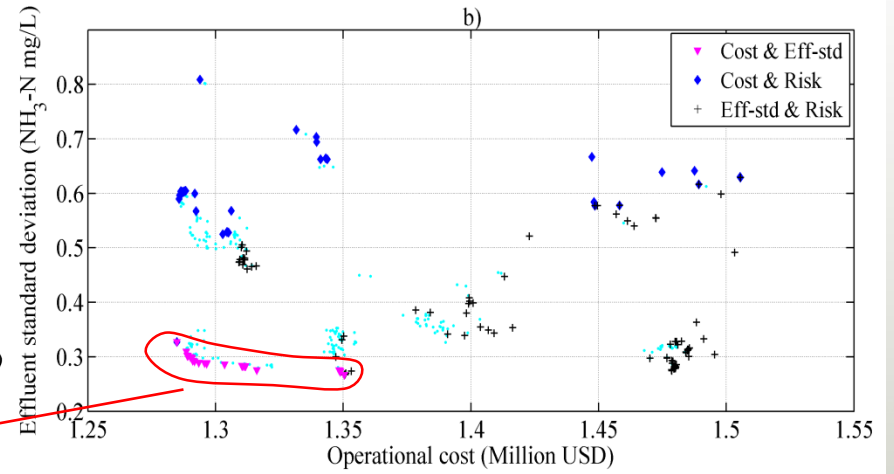 b)
Effluent standard deviation (NH3-N mg/L)
0.8
0.7
0.6
0.5
0.4
0.3
0.2
1.25
1.3
1.35
1.4
1.45
1.5
1.55
Operational cost (Million USD)
Cost & Eff-std
Cost & Risk
Eff-std & Risk